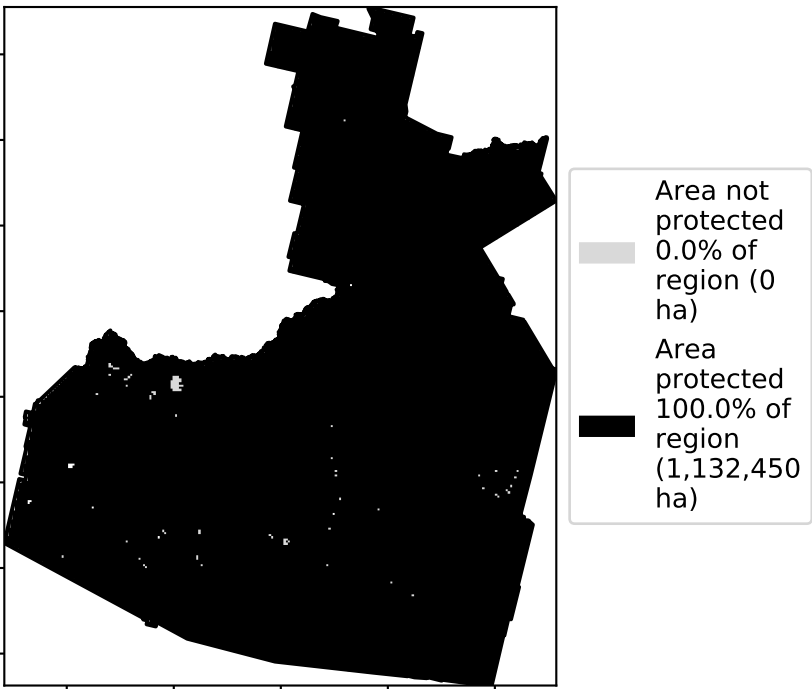 Area not
protected
0.0% of
region (0
ha)
Area
protected
100.0% of
region
(1,132,450
ha)